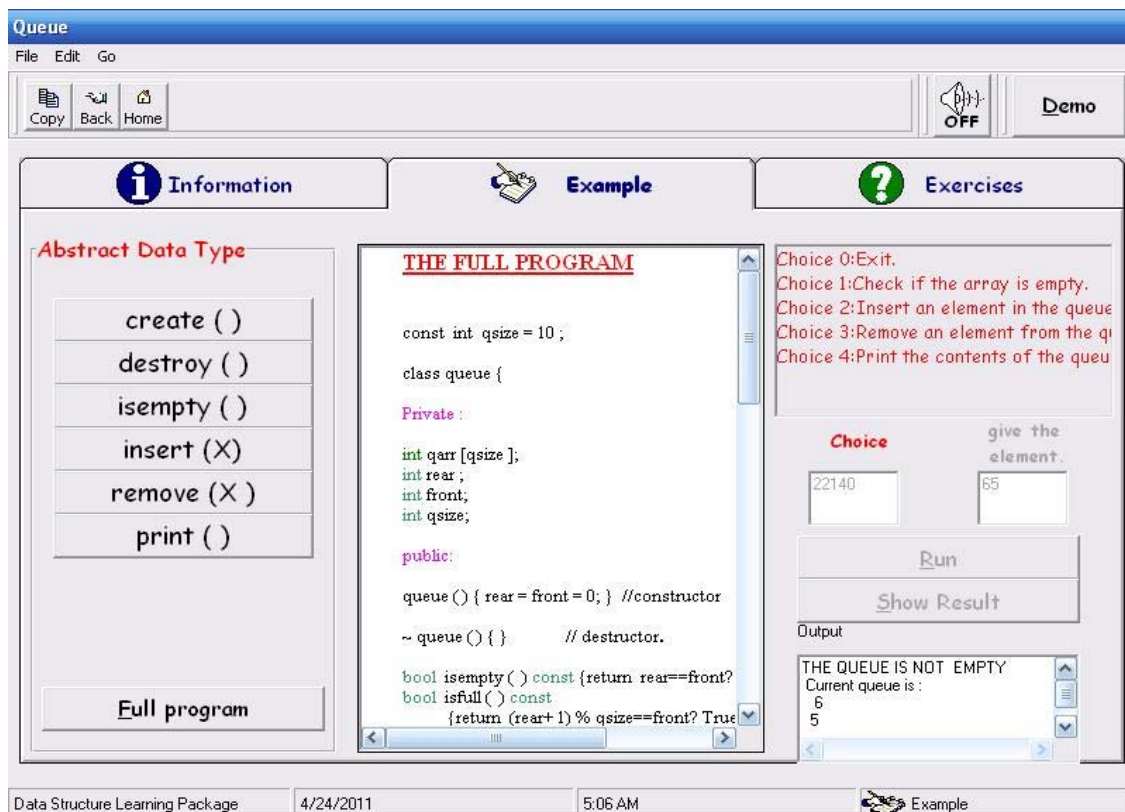 Queue
File Edit Go
Copy Back Home
OFF
Demo
Information
Example
Exercises
Abstract Data Type
create ( )
destroy ( )
isempty ( )
insert (X)
remove (X )
print ( )
Full program
THE FULL PROGRAM
const int qsize = 10 ;
class queue {
Private :
int qarr [qsize ];
int rear ;
int front;
int qsize;
public:
queue () { rear = front = 0; } //constructor
~ queue () { } // destructor.
bool isempty ( ) const {return rear==front?
bool isfull ( ) const
{return (rear+ 1) % qsize==front? True
Choice 0:Exit.
Choice 1:Check if the array is empty.
Choice 2:Insert an element in the queue
Choice 3:Remove an element from the q
Choice 4:Print the contents of the queu
Choice
give the
element.
22140
65
Run
Show Result
Output
THE QUEUE IS NOT EMPTY
Current queue is :
6
5
Data Structure Learning Package
4/24/2011
5:06 AM
Example